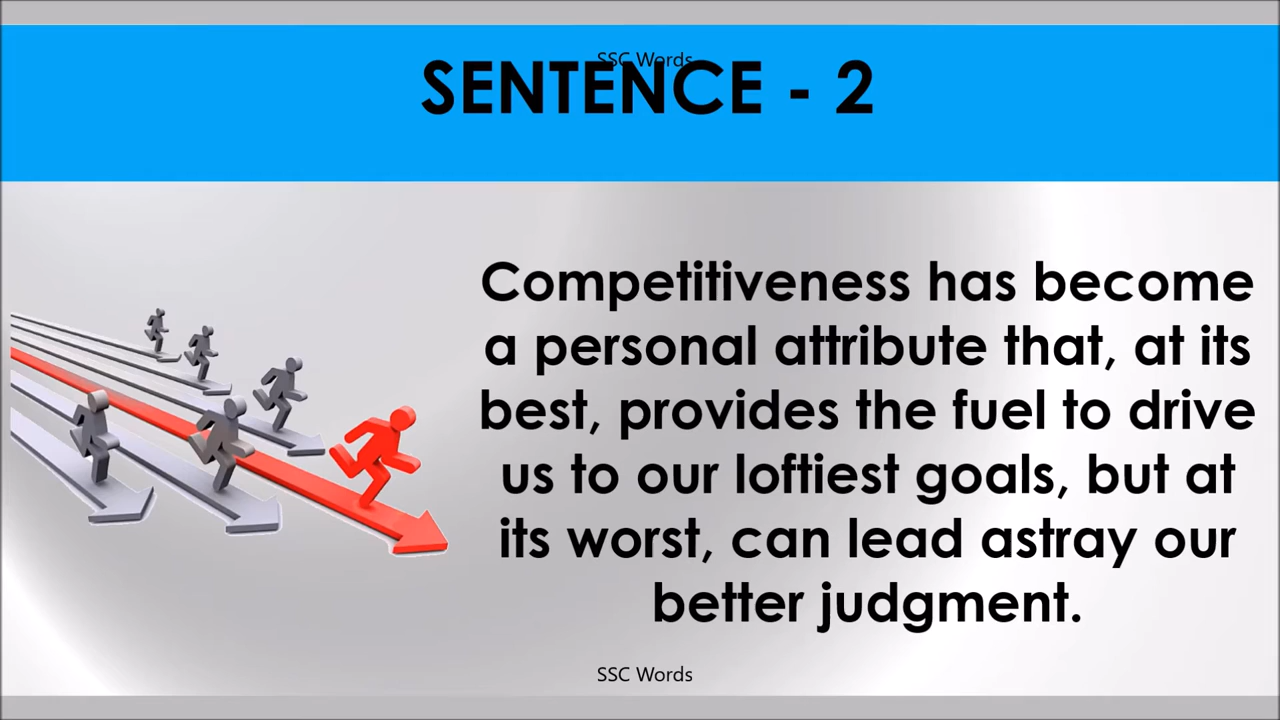 SSC Words
SENTENCE - 2
Competitiveness has become
a personal attribute that, at its
best, provides the fuel to drive
us to our loftiest goals, but at
its worst, can lead astray our
better judgment.
SSC Words